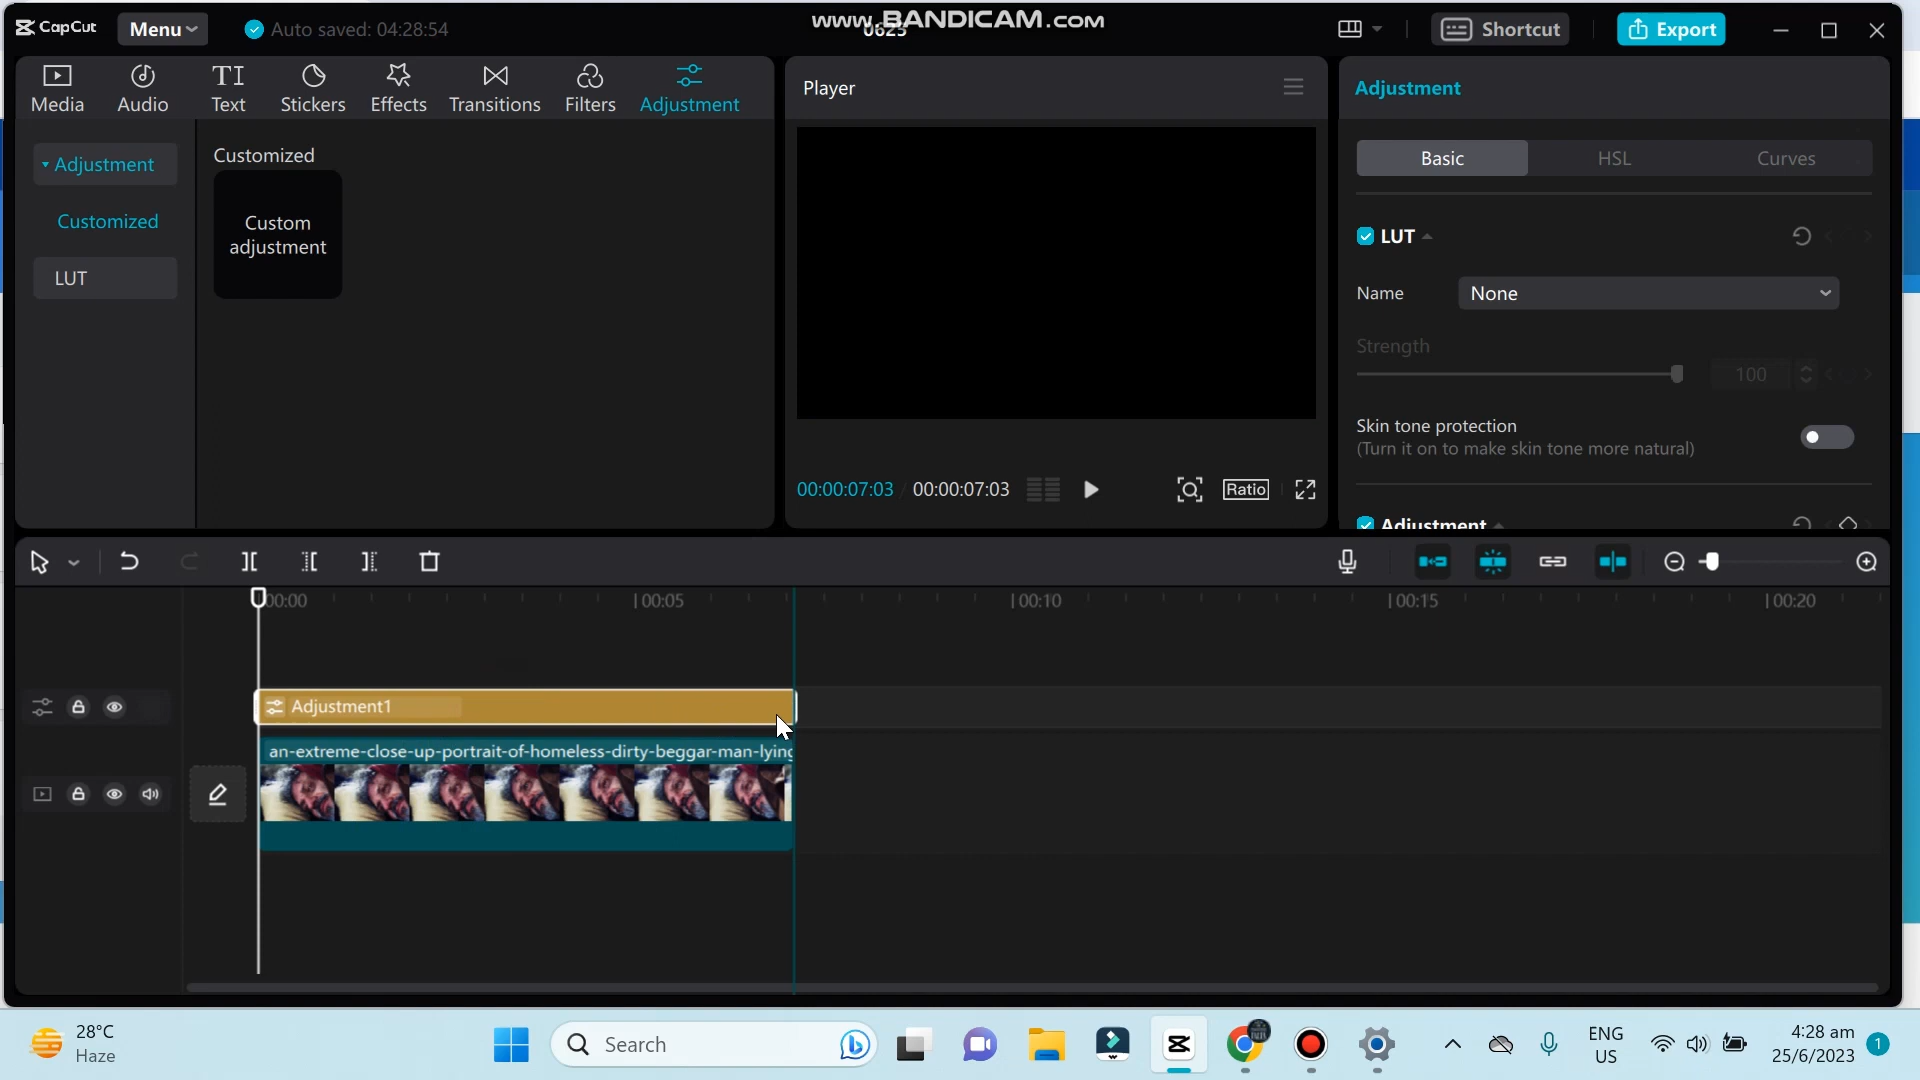 CapCut
Menu
Auto saved: 04:28:54
www.BANDICAM.com
0625
Shortcut
Export
Media
Audio
Text
Stickers
Effects
Transitions
Filters
Adjustment
Player
Adjustment
Adjustment
Customized
LUT
Customized
Custom
adjustment
Basic
HSL
Curves
LUT
Name
None
Strength
100
Skin tone protection
(Turn it on to make skin tone more natural)
Adjustment
00:00:07:03
00:00:07:03
Ratio
00:00
00:05
00:10
00:15
00:20
Adjustment1
an-extreme-close-up-portrait-of-homeless-dirty-beggar-man-lying
28°C
Haze
Search
ENG
US
4:28 am
25/6/2023
1